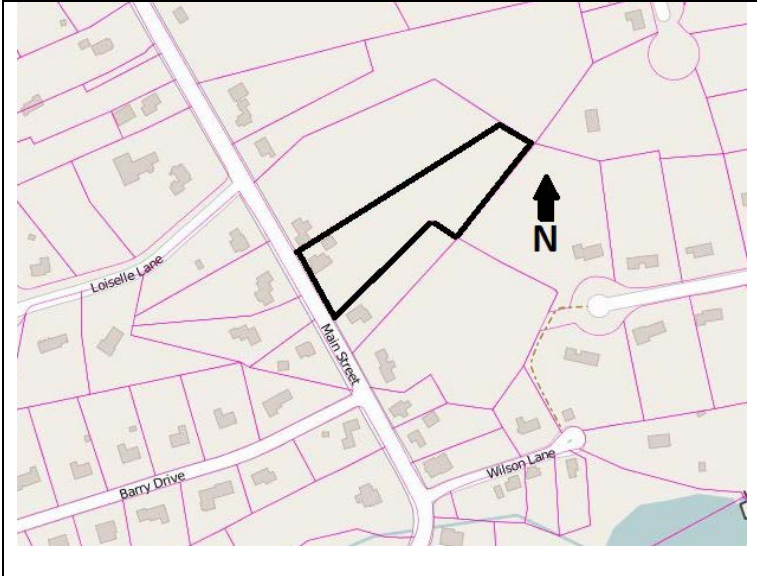 N
Loiselle Lane
Main Street
Barry Drive
Wilson Lane